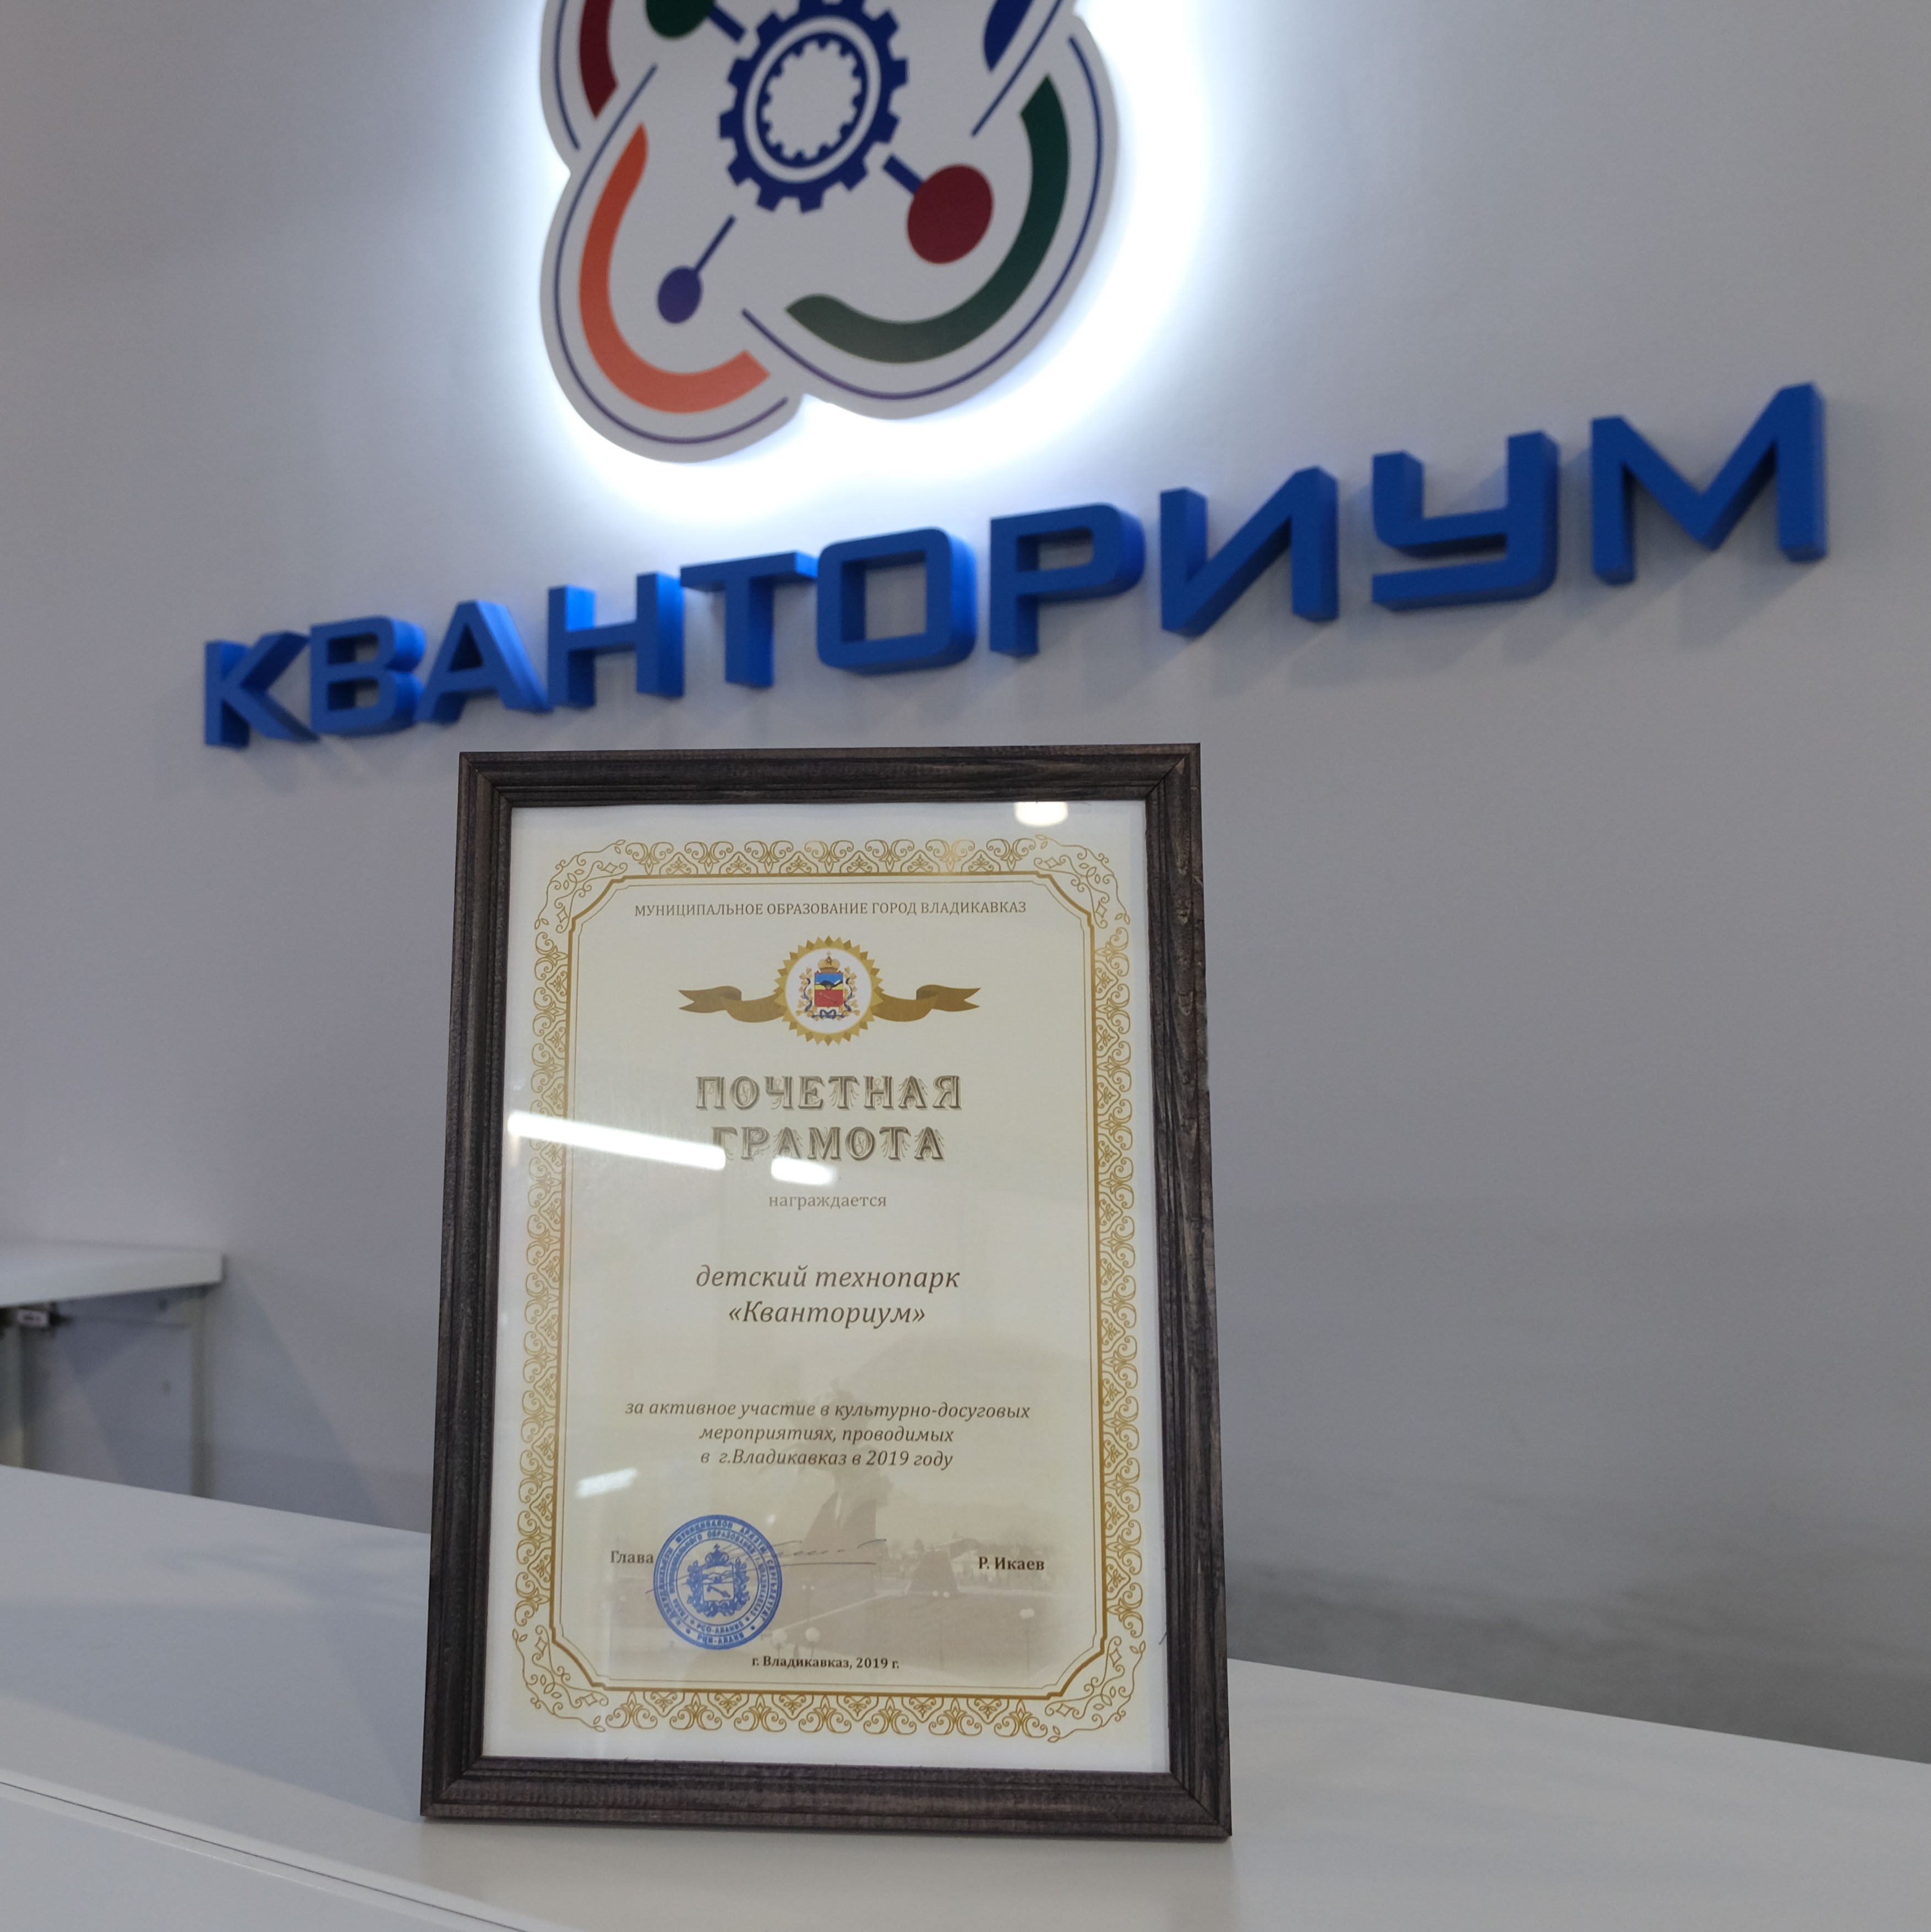 КВАНТОРИУМ
МУНИЦИПАЛЬНОЕ ОБРАЗОВАНИЕ ГОРОД ВЛАДИКАВКАЗ
ПОЧЕТНАЯ
ГРАМОТА
награждается
детский технопарк
«Кванториум»
за активное участие в культурно-досуговых
мероприятиях, проводимых
в г.Владикавказ в 2019 году
Глава
Р. Икаев
г. Владикавказ, 2019 г.